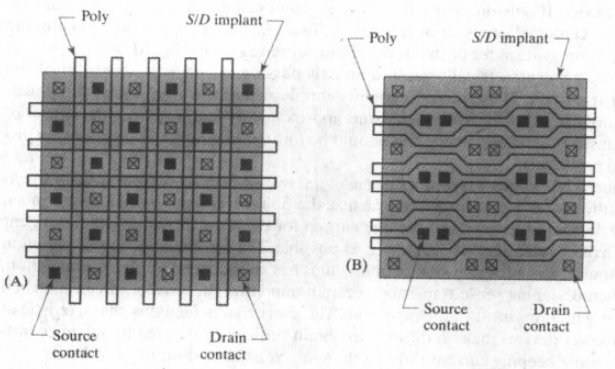 Poly
S/D implant
(A)
Source
contact
Drain
contact
Poly
S/D implant
(B)
Source
contact
Drain
contact